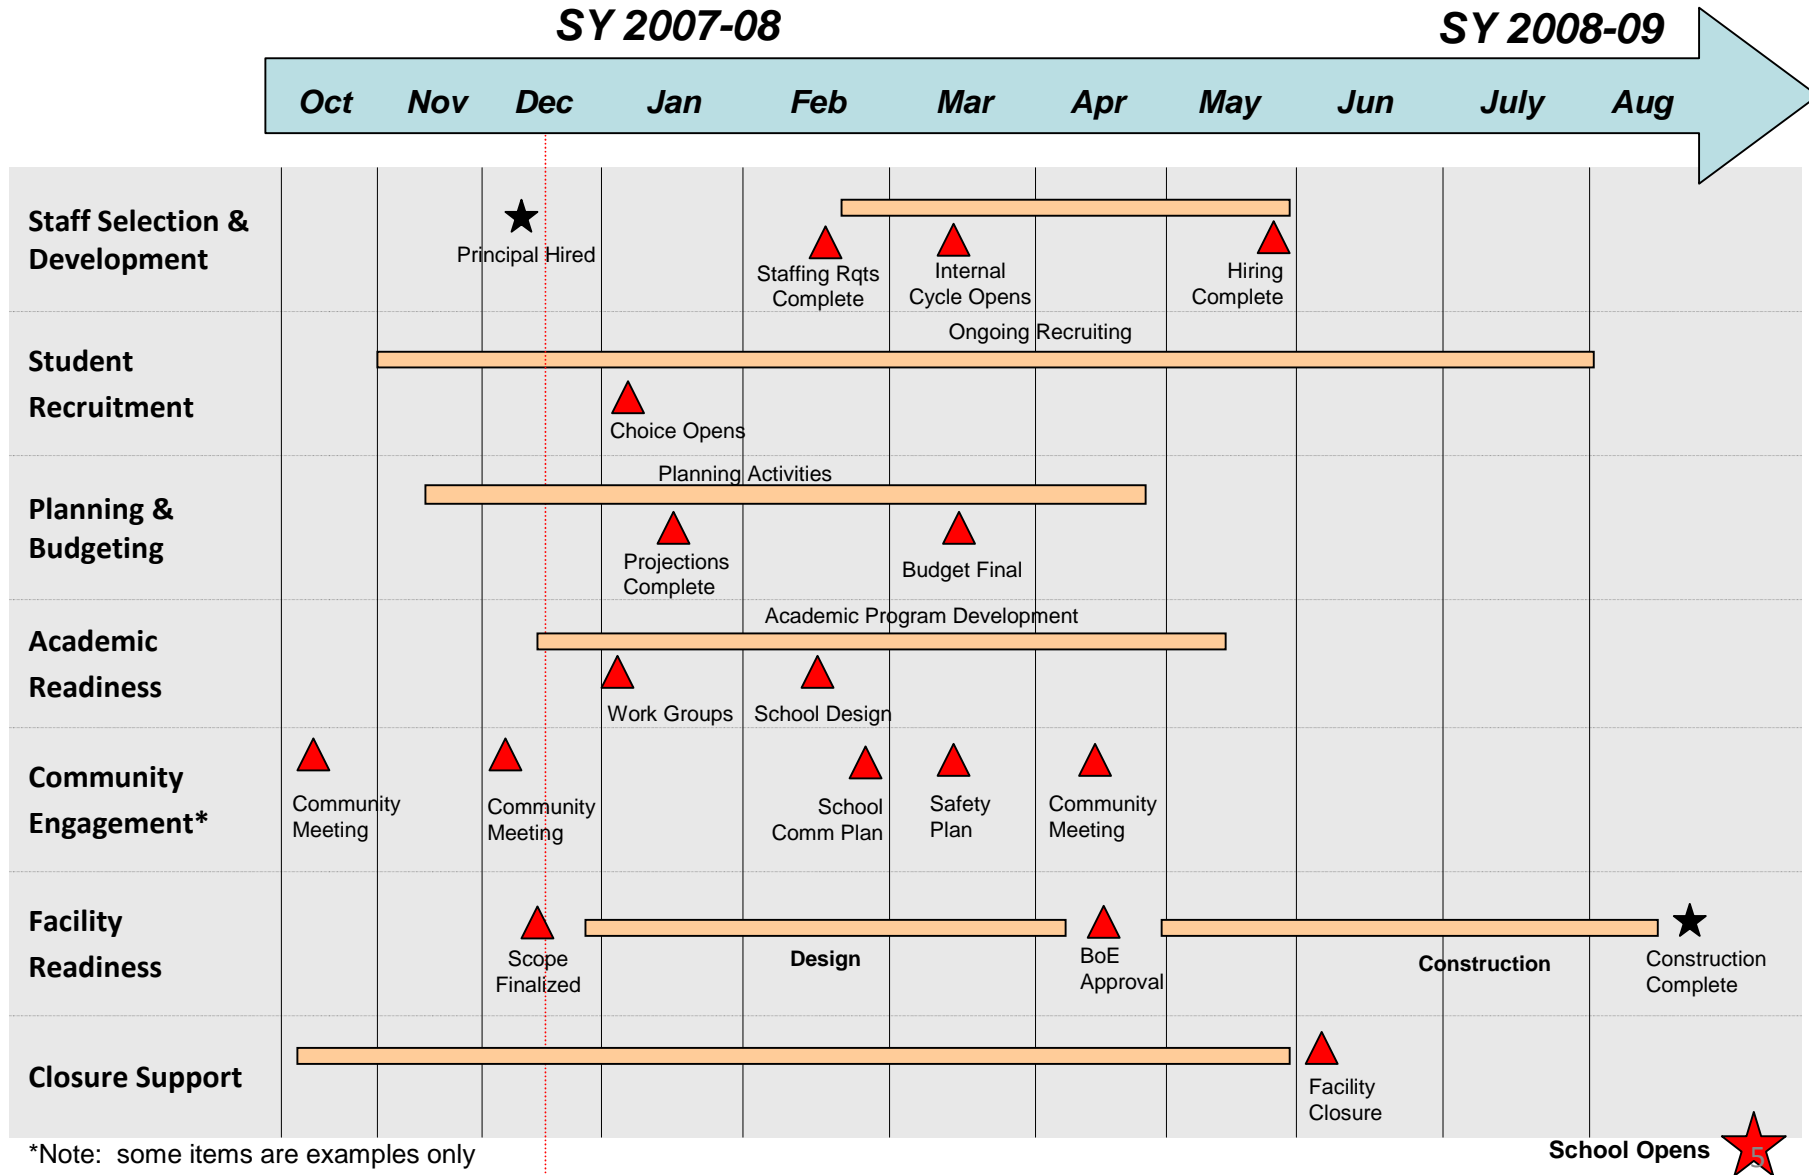 SY 2007-08
SY 2008-09
Oct Nov Dec Jan Feb Mar Apr May Jun July Aug
Staff Selection &
Development
Principal Hired
Staffing Rqts
Complete
Internal
Cycle Opens
Hiring
Complete
Student
Recruitment
Ongoing Recruiting
Choice Opens
Planning &
Budgeting
Planning Activities
Projections
Complete
Budget Final
Academic
Readiness
Academic Program Development
Work Groups
School Design
Community
Engagement*
Community
Meeting
Community
Meeting
School
Comm Plan
Safety
Plan
Community
Meeting
Facility
Readiness
Scope
Finalized
Design
BoE
Approval
Construction
Construction
Complete
Closure Support
Facility
Closure
*Note: some items are examples only
School Opens
5